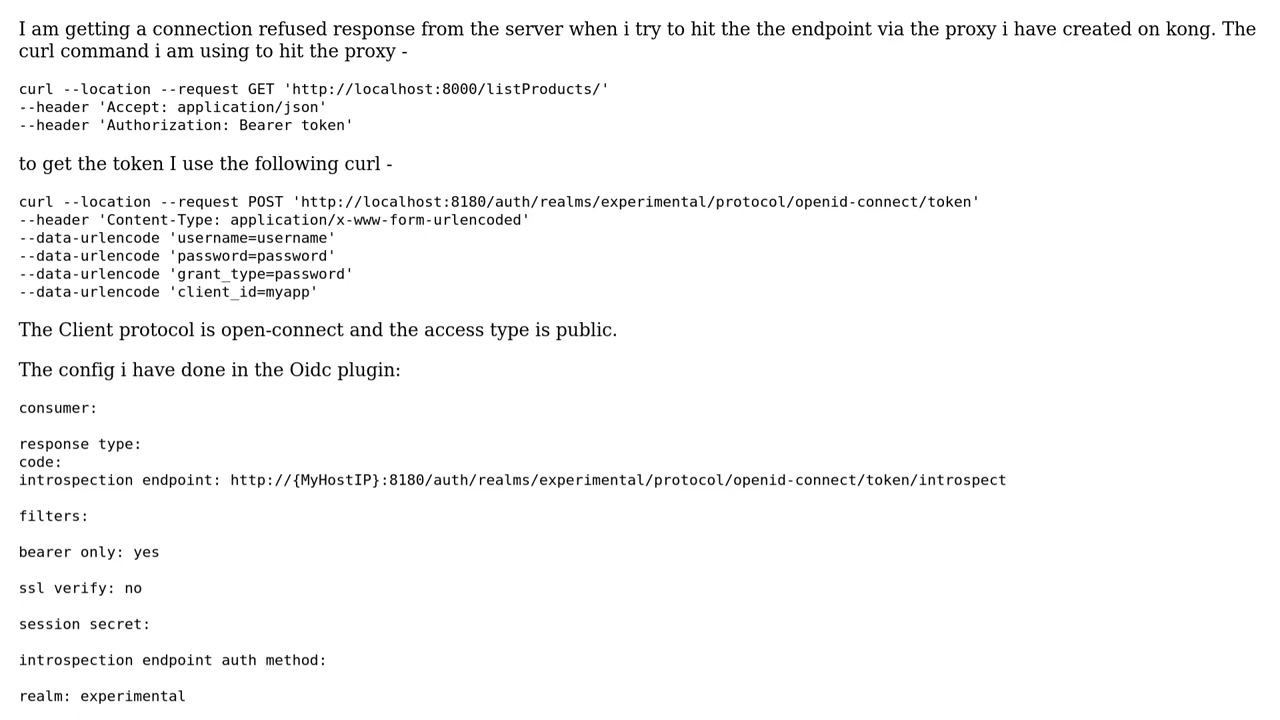 I am getting a connection refused response from the server when i try to hit the the endpoint via the proxy i have created on kong. The
curl command i am using to hit the proxy -
curl --location --request GET 'http://localhost:8000/listProducts/'
--header 'Accept: application/json'
--header 'Authorization: Bearer token'
to get the token I use the following curl -
curl --location --request POST 'http://localhost:8180/auth/realms/experimental/protocol/openid-connect/token'
--header 'Content-Type: application/x-www-form-urlencoded'
--data-urlencode 'username=username'
--data-urlencode 'password=password'
--data-urlencode 'grant_type=password'
--data-urlencode 'client_id=myapp'
The Client protocol is open-connect and the access type is public.
The config i have done in the Oidc plugin:
consumer:
response type:
code:
introspection endpoint: http://{MyHostIP}:8180/auth/realms/experimental/protocol/openid-connect/token/introspect
filters:
bearer only: yes
ssl verify: no
session secret:
introspection endpoint auth method:
realm: experimental